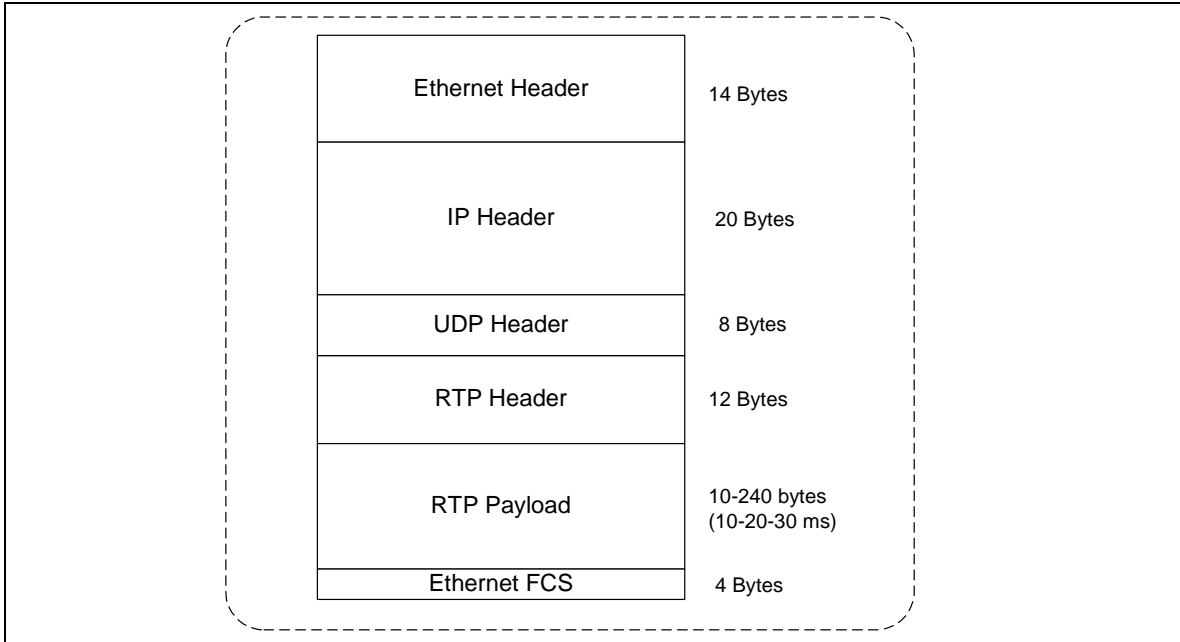 Ethernet Header
14 Bytes
IP Header
20 Bytes
UDP Header
8 Bytes
RTP Header
12 Bytes
RTP Payload
10-240 bytes
(10-20-30 ms)
Ethernet FCS
4 Bytes